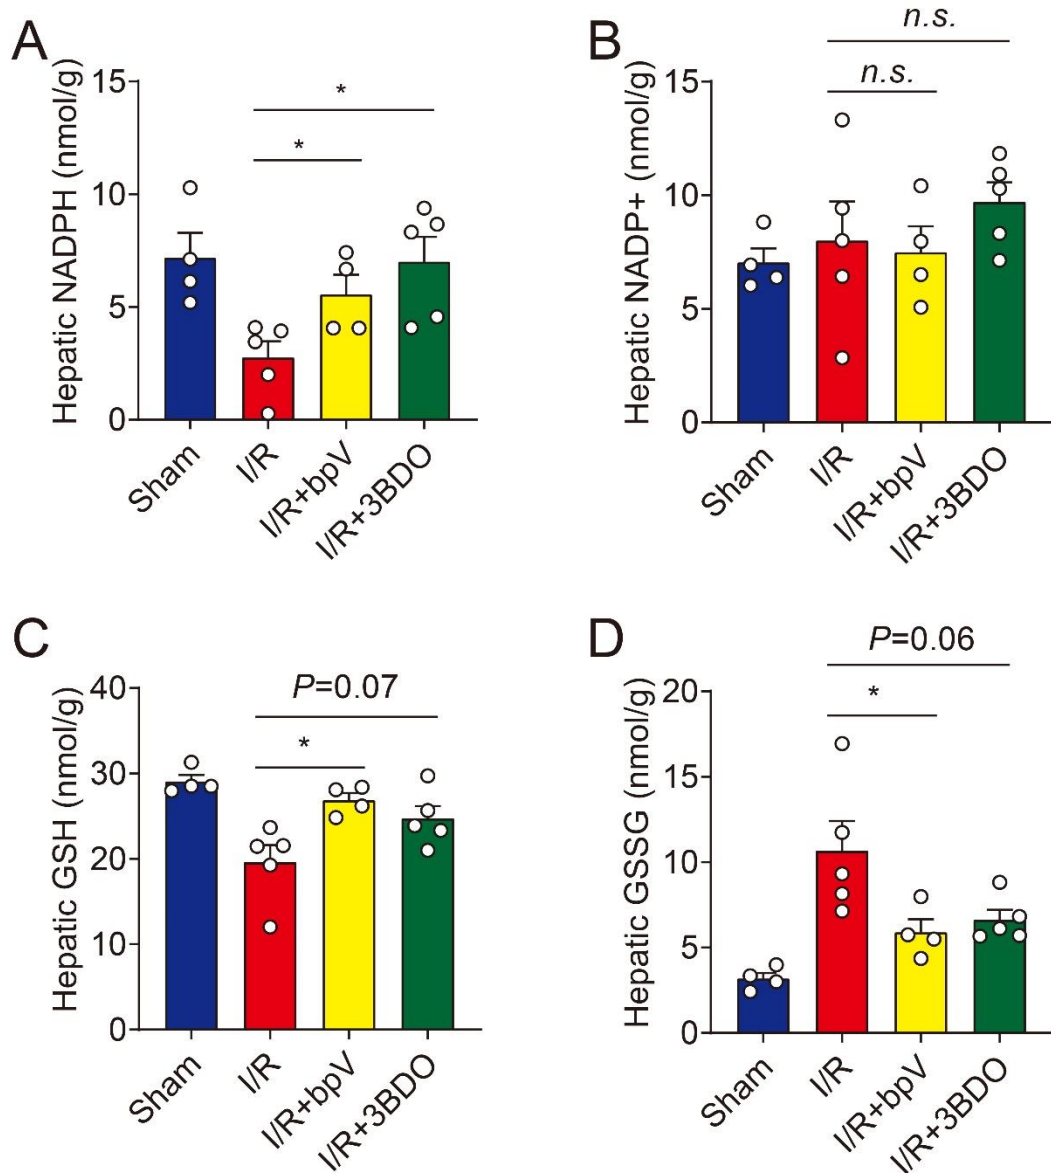 A
Hepatic NADPH (nmol/g)
15
10
5
0
*
*
Sham
I/R
I/R+bpV
I/R+3BDO
B
Hepatic NADP+ (nmol/g)
15
10
5
0
n.s.
n.s.
Sham
I/R
I/R+bpV
I/R+3BDO
C
Hepatic GSH (nmol/g)
40
30
20
10
0
P=0.07
*
Sham
I/R
I/R+bpV
I/R+3BDO
D
Hepatic GSSG (nmol/g)
20
15
10
5
0
P=0.06
*
Sham
I/R
I/R+bpV
I/R+3BDO